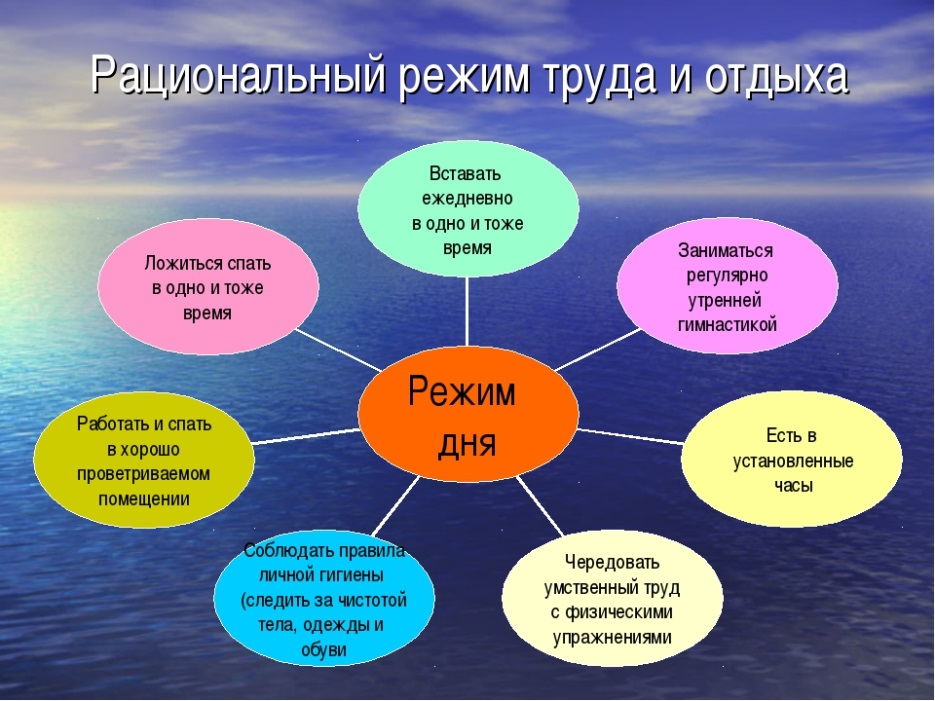 Рациональный режим труда и отдыха
Вставать
ежедневно
в одно и тоже
время
Заниматься
регулярно
утренней
гимнастикой
Есть в
установленные
часы
Чередовать
умственный труд
с физическими
упражнениями
Соблюдать правила
личной гигиены
(следить за чистотой
тела, одежды и
обуви
Работать и спать
в хорошо
проветриваемом
помещении
Ложиться спать
в одно и тоже
время
Режим
дня